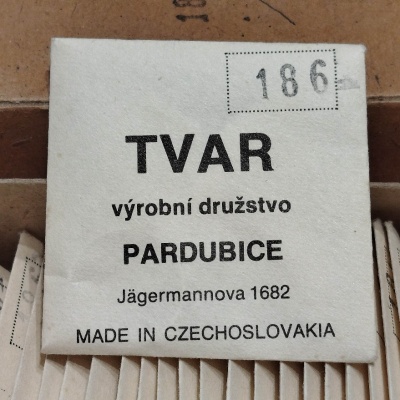 186
TVAR
výrobní družstvo
PARDUBICE
Jägermannova 1682
MADE IN CZECHOSLOVAKIA